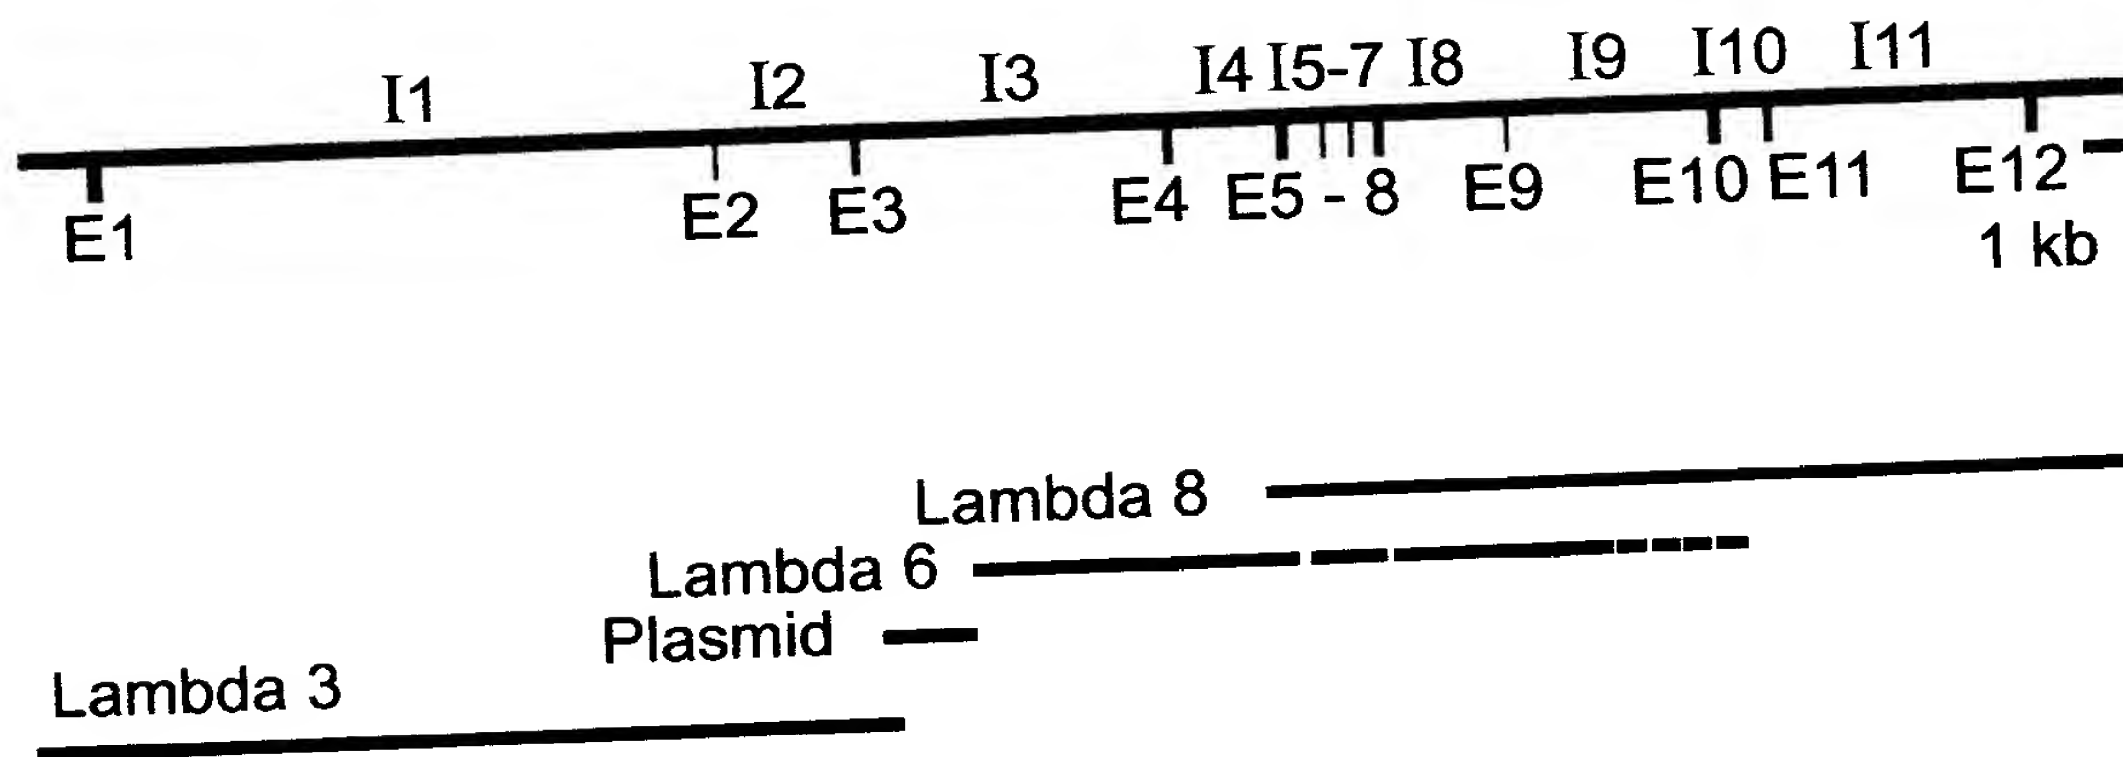 I1 I2 I3 I4 I5-7 I8 I9 I10 I11
E1 E2 E3 E4 E5 - 8 E9 E10 E11 E12
1 kb
Lambda 8
Lambda 6
Plasmid
Lambda 3